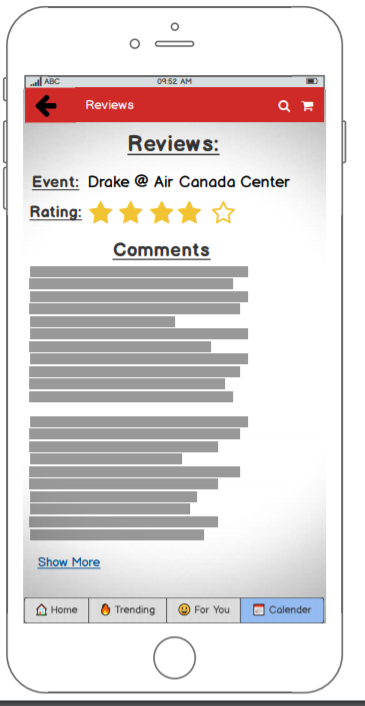 ABC 09:52 AM
Reviews
Reviews:
Event: Drake @ Air Canada Center
Rating:
Comments
Show More
Home Trending For You Calender